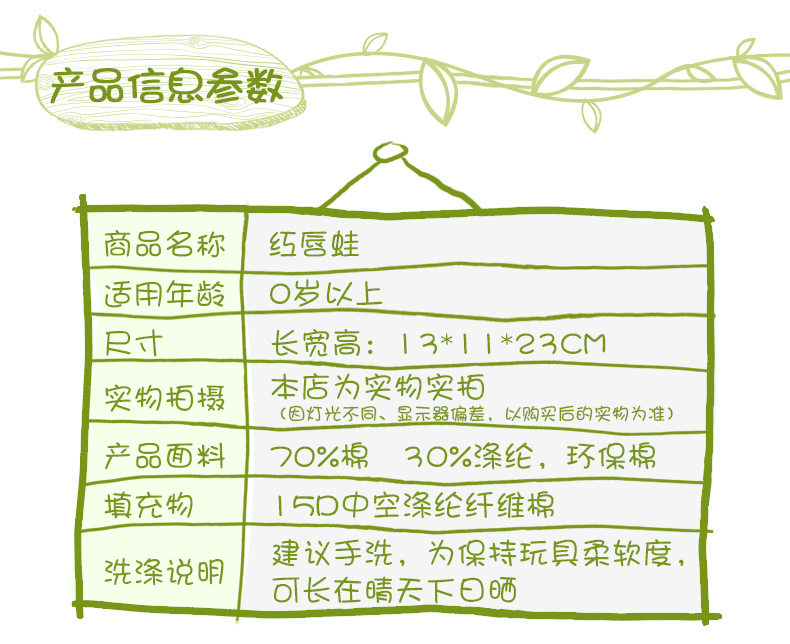 产品信息参数
商品名称 红唇蛙
适用年龄 0岁以上
尺寸 长宽高：13*11*23CM
实物拍摄 本店为实物实拍
（因灯光不同、显示器偏差，以购买后的实物为准）
产品面料 70%棉 30%涤纶，环保棉
填充物 15D中空涤纶纤维棉
洗涤说明 建议手洗，为保持玩具柔软度，
可长在晴天下日晒